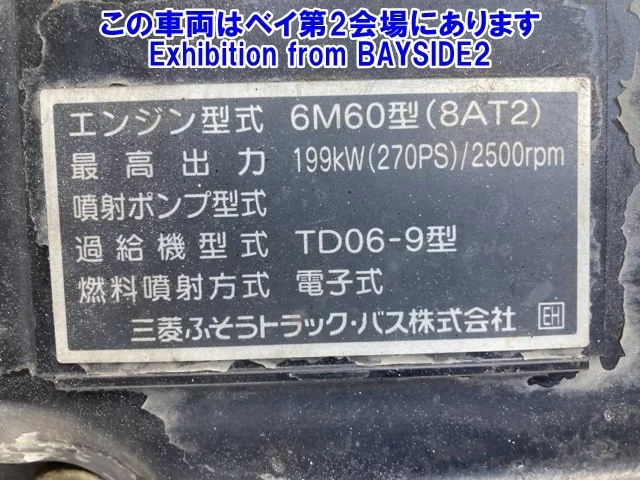 この車両はベイ第2会場にあります
Exhibition from BAYSIDE2
エンジン型式 6M60型(8AT2)
最高出力 199kW(270PS)/2500rpm
噴射ポンプ型式
過給機型式 TD06-9型
燃料噴射方式 電子式
三菱ふそうトラック・バス株式会社 EH